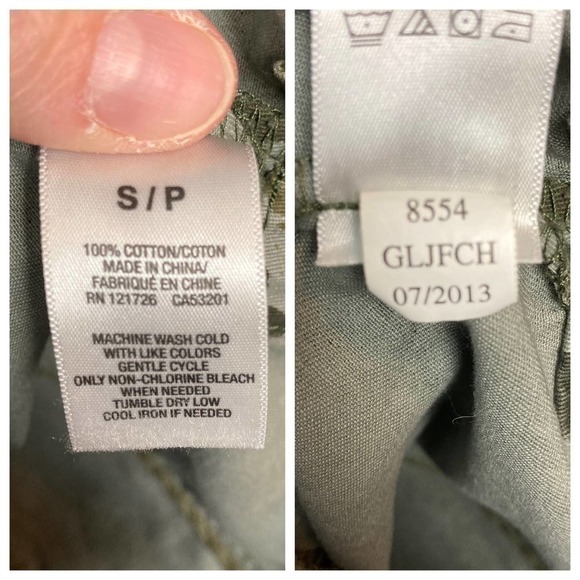 S / P
100% COTTON/COTON
MADE IN CHINA/
FABRIQUÉ EN CHINE
RN 121726 CA53201
MACHINE WASH COLD
WITH LIKE COLORS
GENTLE CYCLE
ONLY NON-CHLORINE BLEACH
WHEN NEEDED
TUMBLE DRY LOW
COOL IRON IF NEEDED
8554
GLJFCH
07/2013